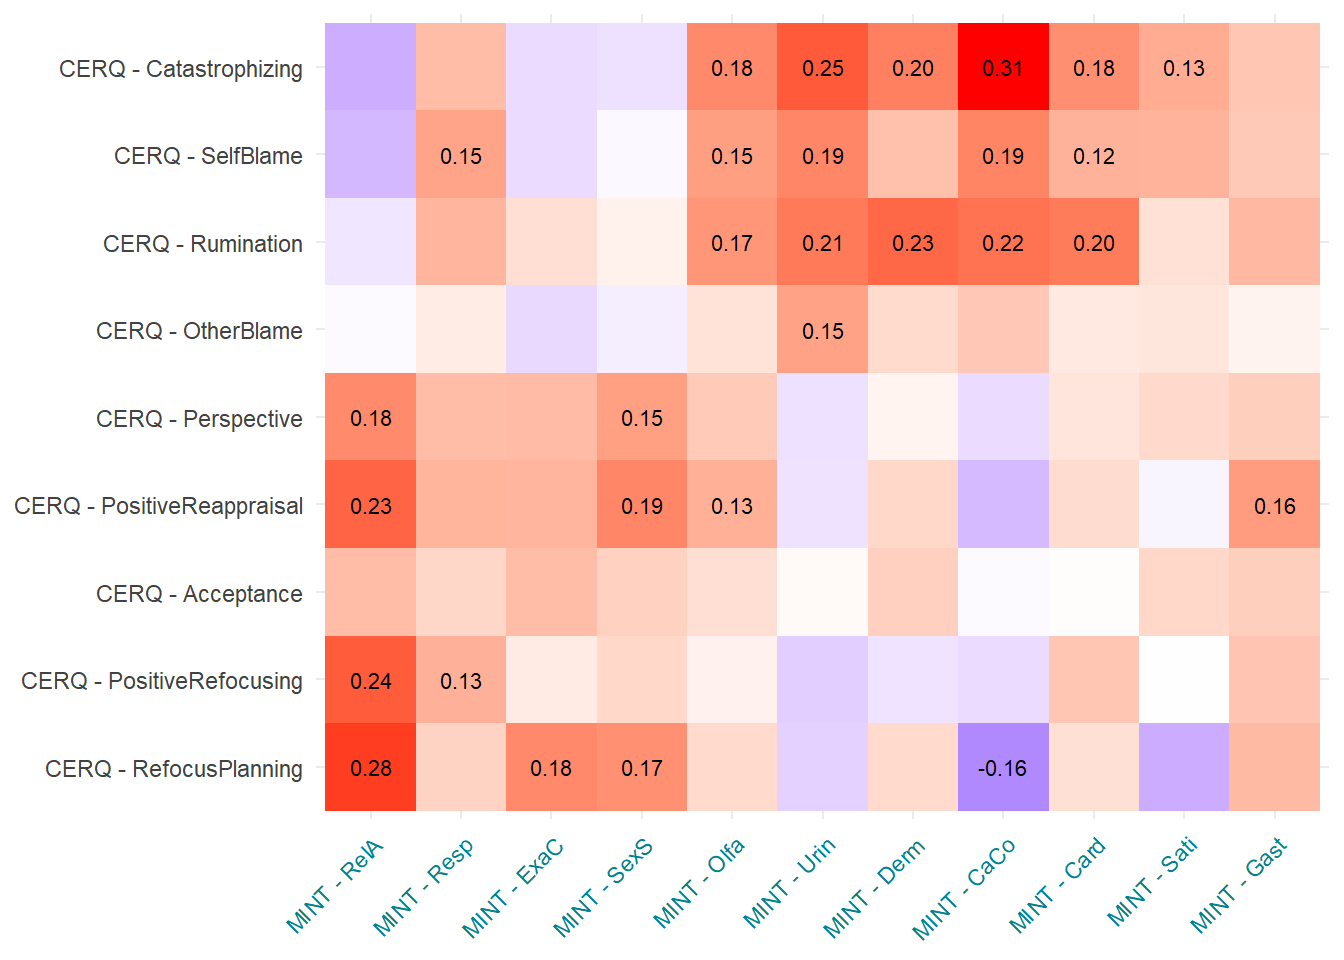 CERQ - Catastrophizing 0.18 0.25 0.20 0.31 0.18 0.13
CERQ - SelfBlame 0.15 0.15 0.19 0.19 0.12
CERQ - Rumination 0.17 0.21 0.23 0.22 0.20
CERQ - OtherBlame 0.15
CERQ - Perspective 0.18 0.15
CERQ - PositiveReappraisal 0.23 0.19 0.13 0.16
CERQ - Acceptance
CERQ - PositiveRefocusing 0.24 0.13
CERQ - RefocusPlanning 0.28 0.18 0.17 -0.16
MINT - RelA
MINT - Resp
MINT - ExaC
MINT - SexS
MINT - Olfa
MINT - Urin
MINT - Derm
MINT - CaCo
MINT - Card
MINT - Sati
MINT - Gast